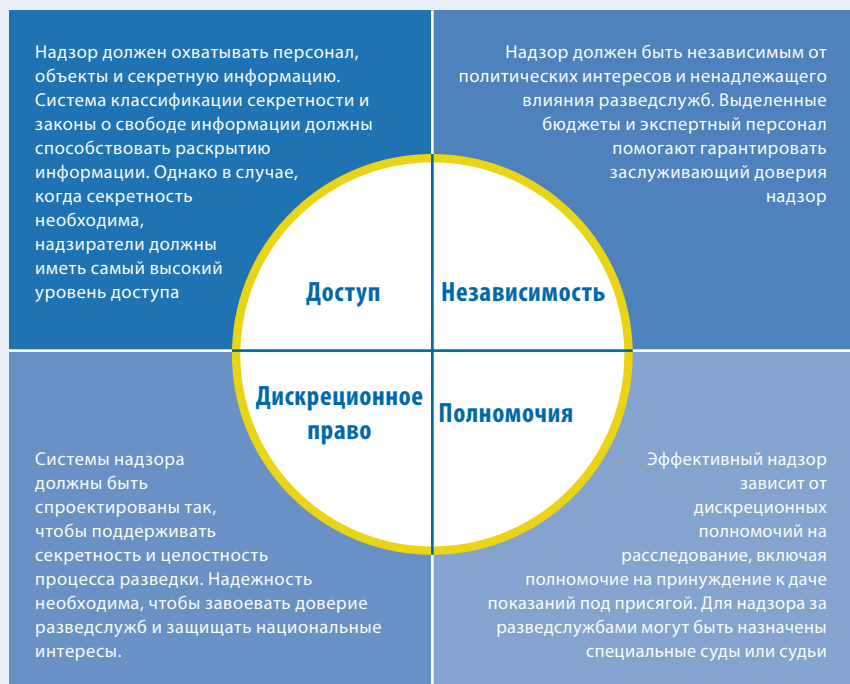 Надзор должен охватывать персонал,
объекты и секретную информацию.
Система классификации секретности и
законы о свободе информации должны
способствовать раскрытию
информации. Однако в случае,
когда секретность
необходима,
надзиратели должны
иметь самый высокий
уровень доступа
Надзор должен быть независимым от
политических интересов и ненадлежащего
влияния разведслужб. Выделенные
бюджеты и экспертный персонал
помогают гарантировать
заслуживающий доверия
надзор
Доступ
Независимость
Дискреционное
право
Полномочия
Системы надзора
должны быть
спроектированы так,
чтобы поддерживать
секретность и целостность
процесса разведки. Надежность
необходима, чтобы завоевать доверие
разведслужб и защищать национальные
интересы.
Эффективный надзор
зависит от
дискреционных
полномочий на
расследование, включая
полномочие на принуждение к даче
показаний под присягой. Для надзора за
разведслужбами могут быть назначены
специальные суды или судьи